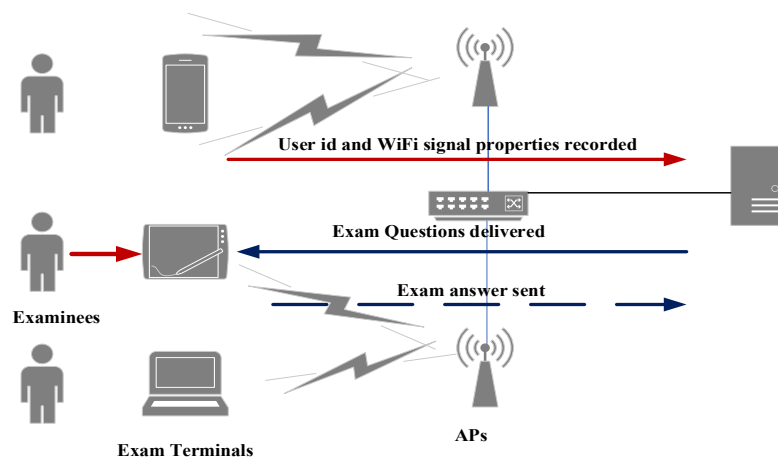 User id and WiFi signal properties recorded
Exam Questions delivered
Exam answer sent
Examinees
Exam Terminals
APs